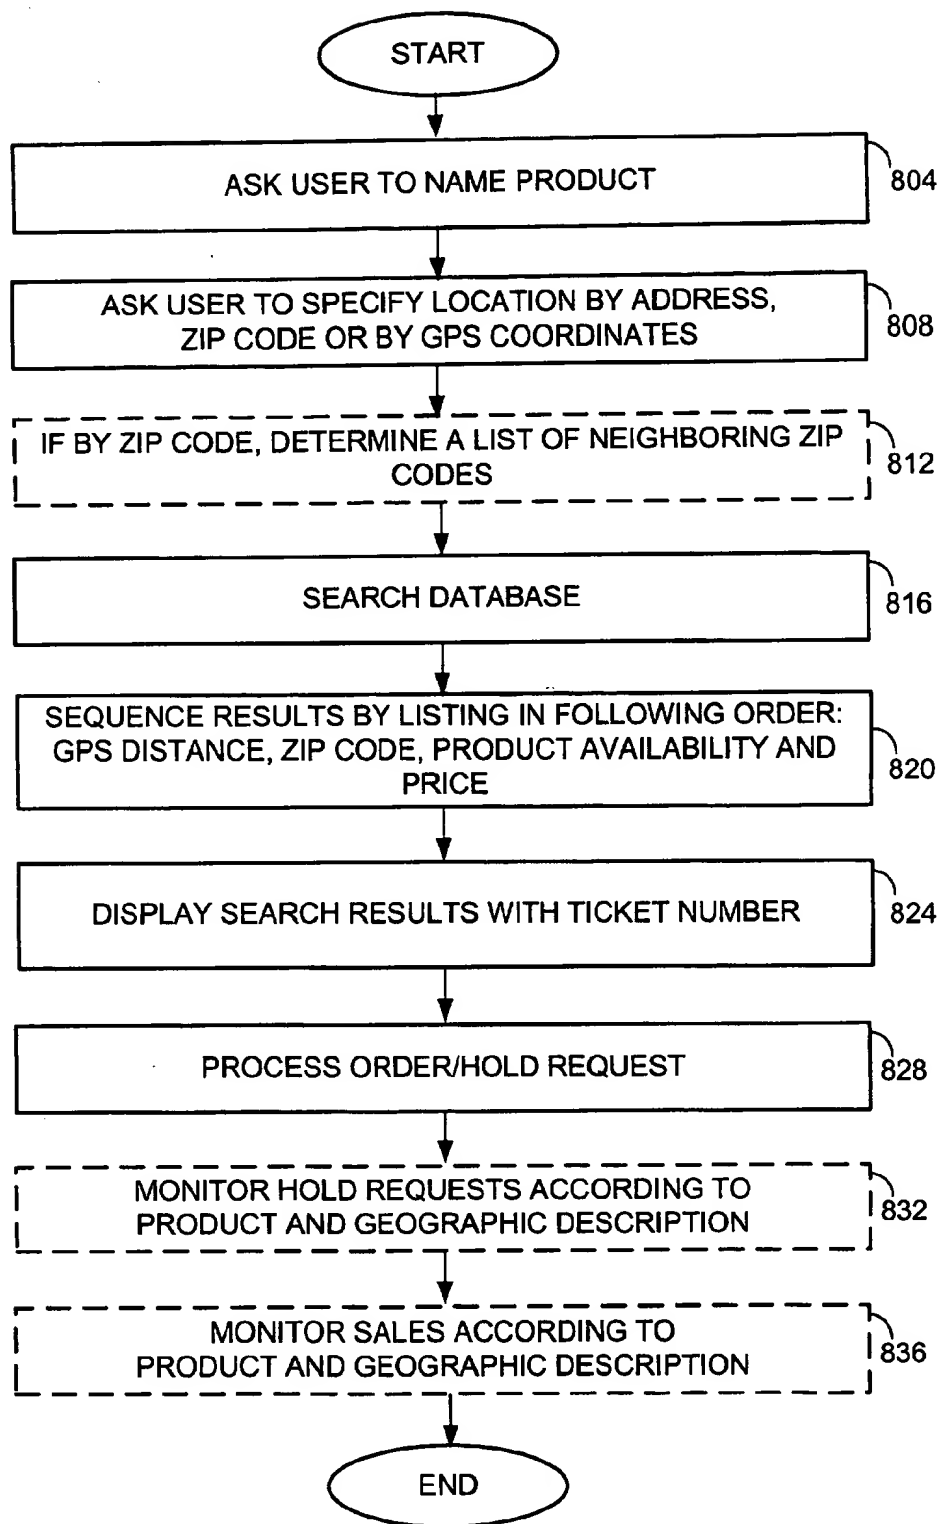 START
ASK USER TO NAME PRODUCT
804
ASK USER TO SPECIFY LOCATION BY ADDRESS,
ZIP CODE OR BY GPS COORDINATES
808
IF BY ZIP CODE, DETERMINE A LIST OF NEIGHBORING ZIP
CODES
812
SEARCH DATABASE
816
SEQUENCE RESULTS BY LISTING IN FOLLOWING ORDER:
GPS DISTANCE, ZIP CODE, PRODUCT AVAILABILITY AND
PRICE
820
DISPLAY SEARCH RESULTS WITH TICKET NUMBER
824
PROCESS ORDER/HOLD REQUEST
828
MONITOR HOLD REQUESTS ACCORDING TO
PRODUCT AND GEOGRAPHIC DESCRIPTION
832
MONITOR SALES ACCORDING TO
PRODUCT AND GEOGRAPHIC DESCRIPTION
836
END